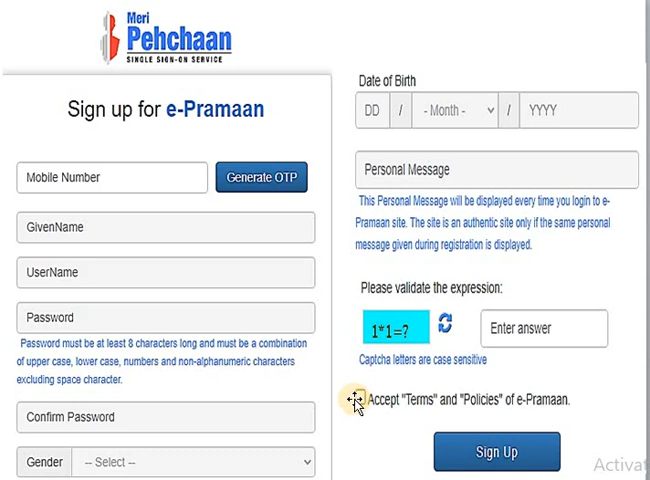 Meri
Pehchaan
SINGLE SIGN-ON SERVICE
Sign up for e-Pramaan
Mobile Number
Generate OTP
GivenName
UserName
Password
Password must be at least 8 characters long and must be a combination
of upper case, lower case, numbers and non-alphanumeric characters
excluding space character.
Confirm Password
Gender
-- Select --
Date of Birth
DD / - Month - / YYYY
Personal Message
This Personal Message will be displayed every time you login to e-
Pramaan site. The site is an authentic site only if the same personal
message given during registration is displayed.
Please validate the expression:
1*1=?
Enter answer
Captcha letters are case sensitive
Accept "Terms" and "Policies" of e-Pramaan.
Sign Up
Activat